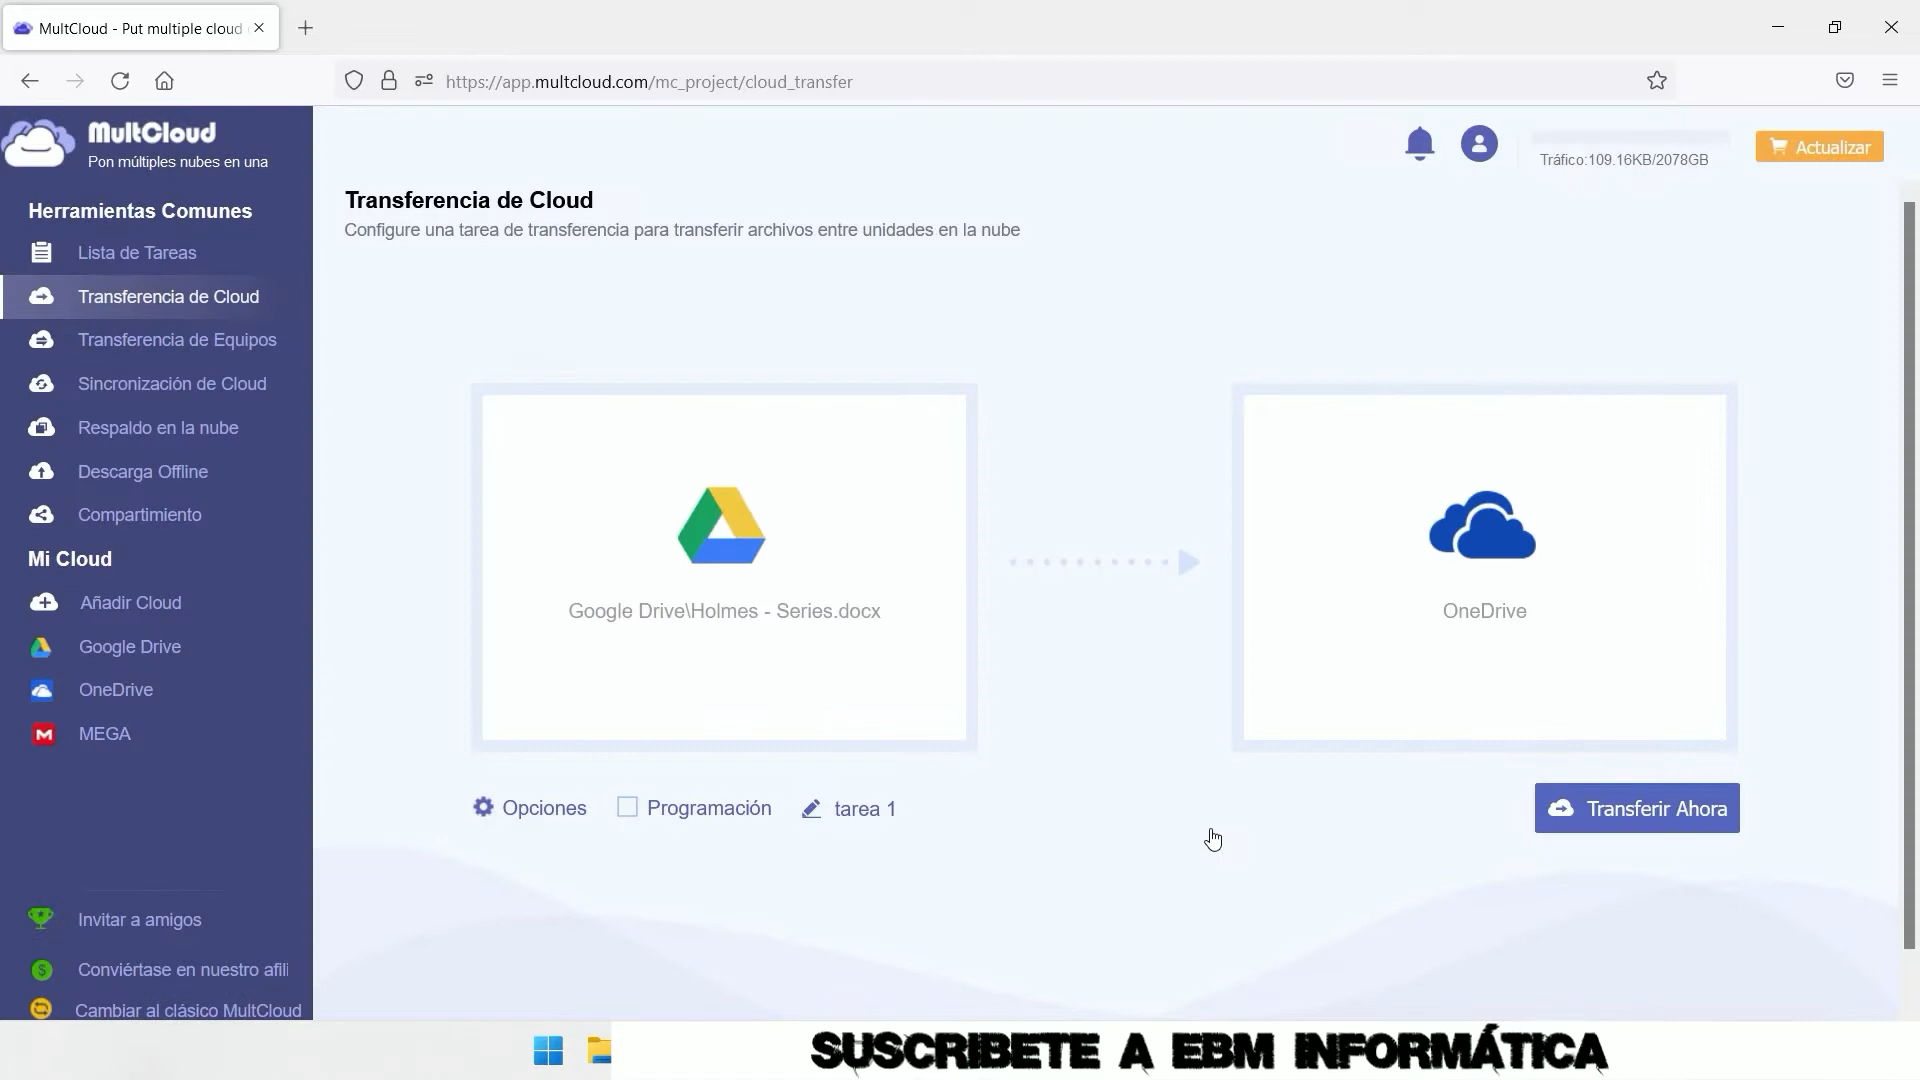 MultCloud - Put multiple cloud
https://app.multcloud.com/mc_project/cloud_transfer
MultCloud
Pon múltiples nubes en una
Tráfico:109.16KB/2078GB
Actualizar
Herramientas Comunes
Lista de Tareas
Transferencia de Cloud
Transferencia de Equipos
Sincronización de Cloud
Respaldo en la nube
Descarga Offline
Compartimiento
Mi Cloud
Añadir Cloud
Google Drive
OneDrive
MEGA
Invitar a amigos
Conviértase en nuestro afili
Cambiar al clásico MultCloud
Transferencia de Cloud
Configure una tarea de transferencia para transferir archivos entre unidades en la nube
Google Drive\Holmes - Series.docx
OneDrive
Opciones
Programación
tarea 1
Transferir Ahora
SUSCRIBETE A EBM INFORMÁTICA